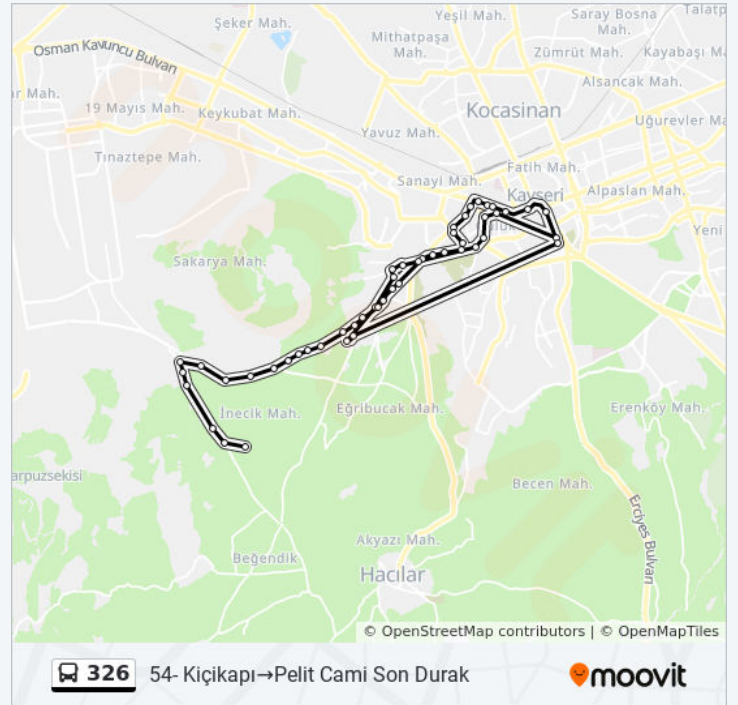 Şeker Mah.
Yeşil Mah.
Saray Bosna
Mah.
Talatp
Osman Kavuncu Bulvarı
Mithatpaşa
Mah.
Zümrüt Mah.
Kayabaşı Ma
Alsancak Mah.
ar Mah.
19 Mayıs Mah.
Keykubat Mah.
Kocasinan
Uğurevler Ma
Yavuz Mah.
Tınaztepe Mah.
Fatih Mah.
Sanayi Mah.
Kayseri
Alpaslan Mah.
Yeni
Sakarya Mah.
İnecik Mah.
Eğribucak Mah.
Erenköy Mah.
arpuzsekisi
Becen Mah.
Erciyes Bulvarı
Akyazı Mah.
Beğendik
Hacılar
© OpenStreetMap contributors | © OpenMapTiles
326 54- Kiçikapı→Pelit Cami Son Durak moovit